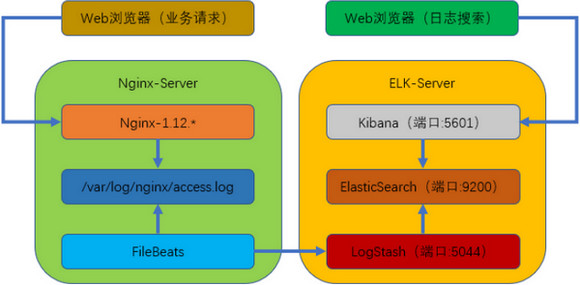 Web浏览器（业务请求）
Web浏览器（日志搜索）
Nginx-Server
ELK-Server
Nginx-1.12.*
Kibana（端口:5601）
/var/log/nginx/access.log
ElasticSearch（端口:9200）
FileBeats
LogStash（端口:5044）